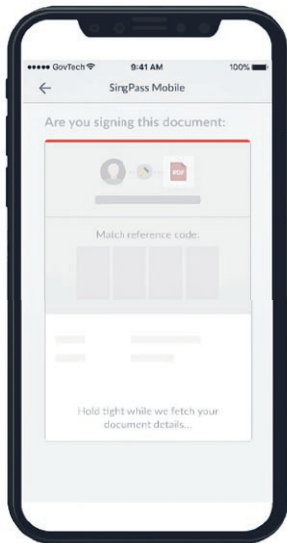 GovTech 9:41 AM 100%
SingPass Mobile
Are you signing this document:
PDF
Match reference code:
Hold tight while we fetch your
document details...